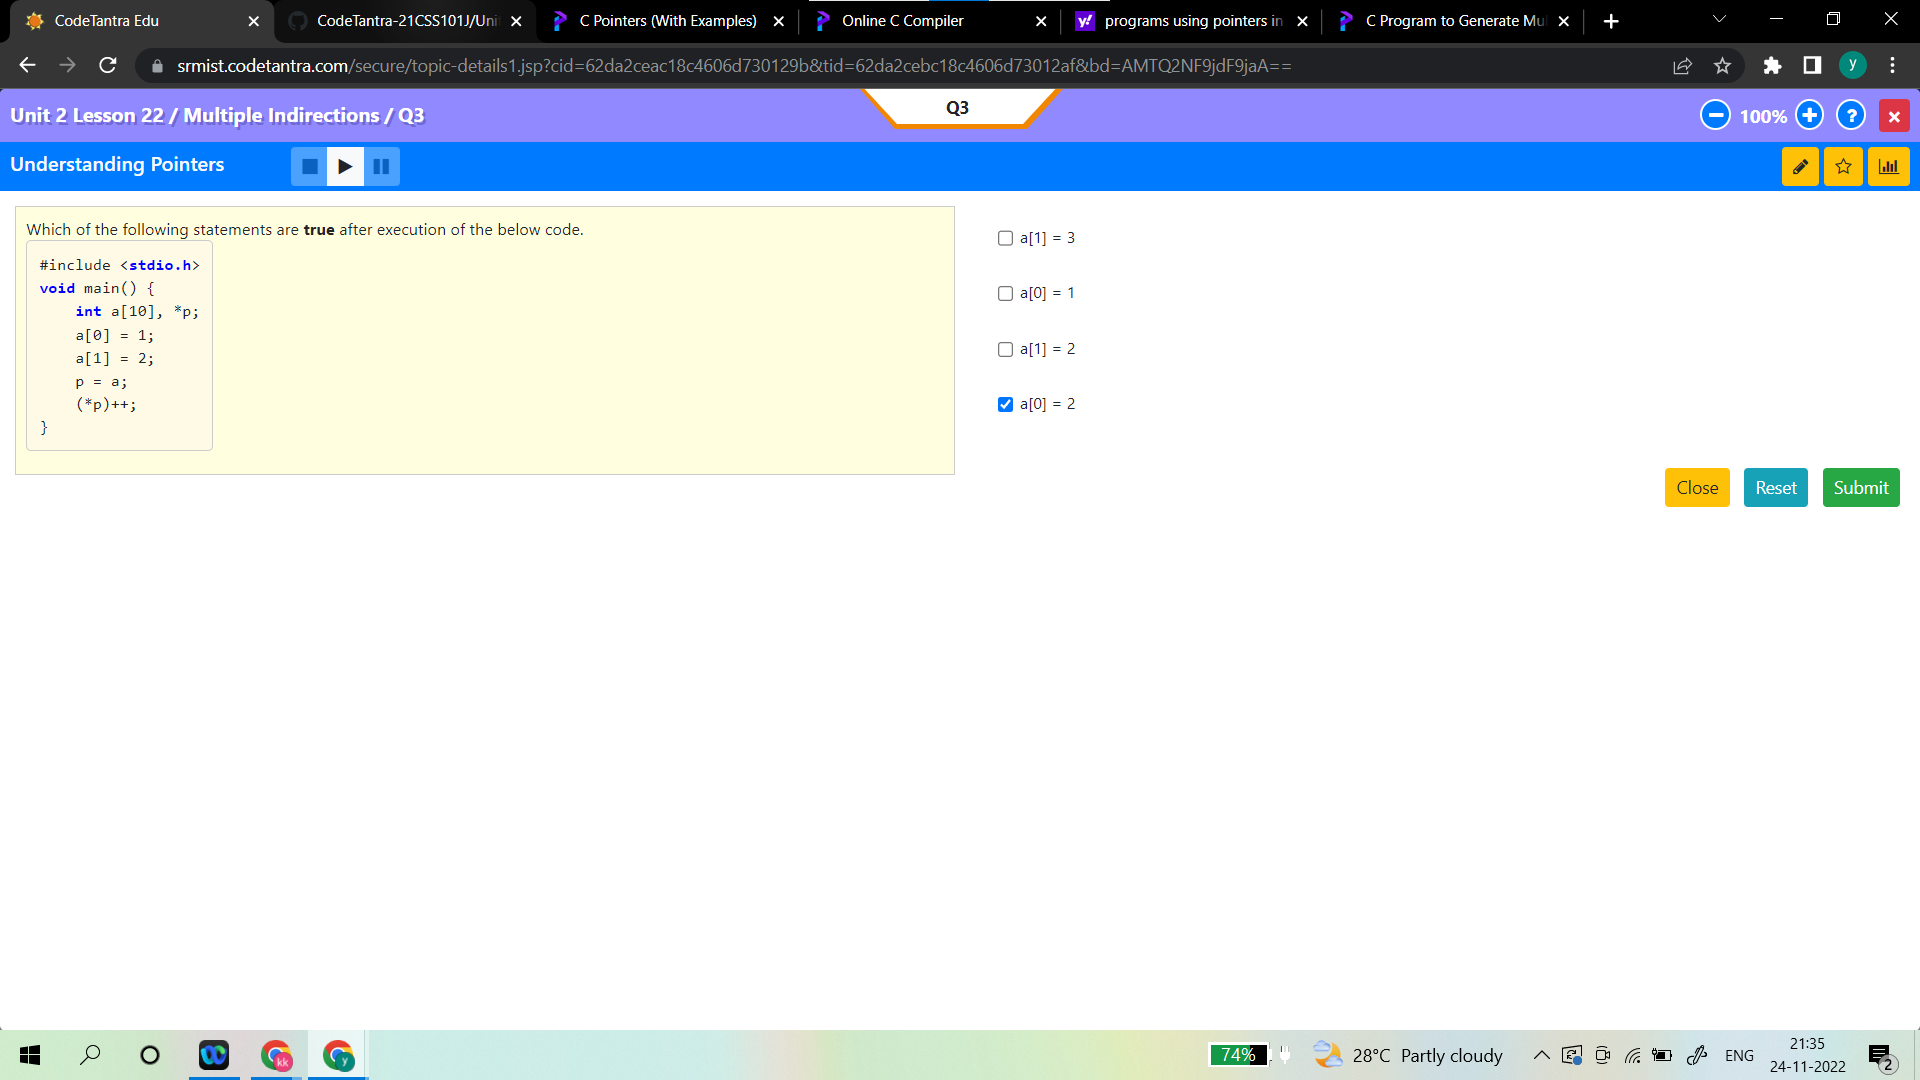 CodeTantra Edu
CodeTantra-21CSS101J/Unit
C Pointers (With Examples)
Online C Compiler
programs using pointers in
C Program to Generate Mul
srmist.codetantra.com/secure/topic-details1.jsp?cid=62da2ceac18c4606d730129b&tid=62da2cebc18c4606d73012af&bd=AMTQ2NF9jdF9jaA==
y
Unit 2 Lesson 22 / Multiple Indirections / Q3
Q3
100%
?
Understanding Pointers
Which of the following statements are true after execution of the below code.
#include <stdio.h>
void main() {
int a[10], *p;
a[0] = 1;
a[1] = 2;
p = a;
(*p)++;
}
a[1] = 3
a[0] = 1
a[1] = 2
a[0] = 2
Close
Reset
Submit
kk
y
74%
28°C Partly cloudy
ENG
21:35
24-11-2022
2